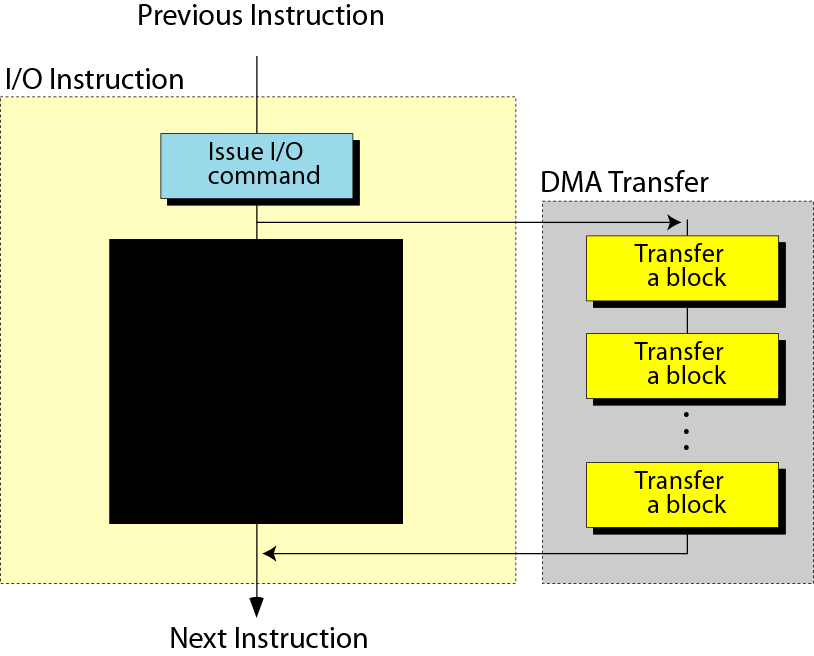 Previous Instruction
I/O Instruction
Issue I/O
command
DMA Transfer
Transfer
a block
Transfer
a block
Transfer
a block
Next Instruction